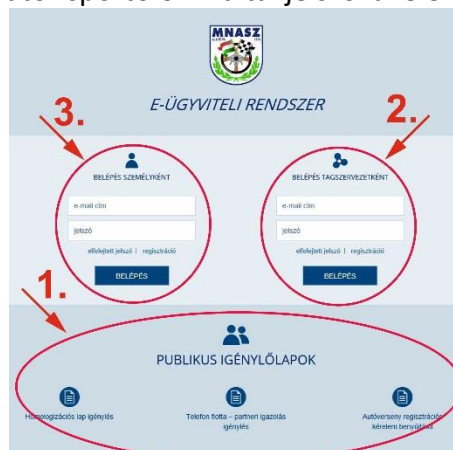 MNASZ
E-ÜGYVITELI RENDSZER
3.
2.
BELÉPÉS SZEMÉLYKÉNT
BELÉPÉS TAGSZERVEZETKÉNT
e-mail cím
e-mail cím
jelszó
jelszó
elfelejtett jelszó | regisztráció
elfelejtett jelszó | regisztráció
BELÉPÉS
BELÉPÉS
1.
PUBLIKUS IGÉNYLŐLAPOK
Homologizációs lap igénylés
Telefon flotta – partneri igazolás
igénylés
Autóverseny regisztrációs
kérelem benyújtása